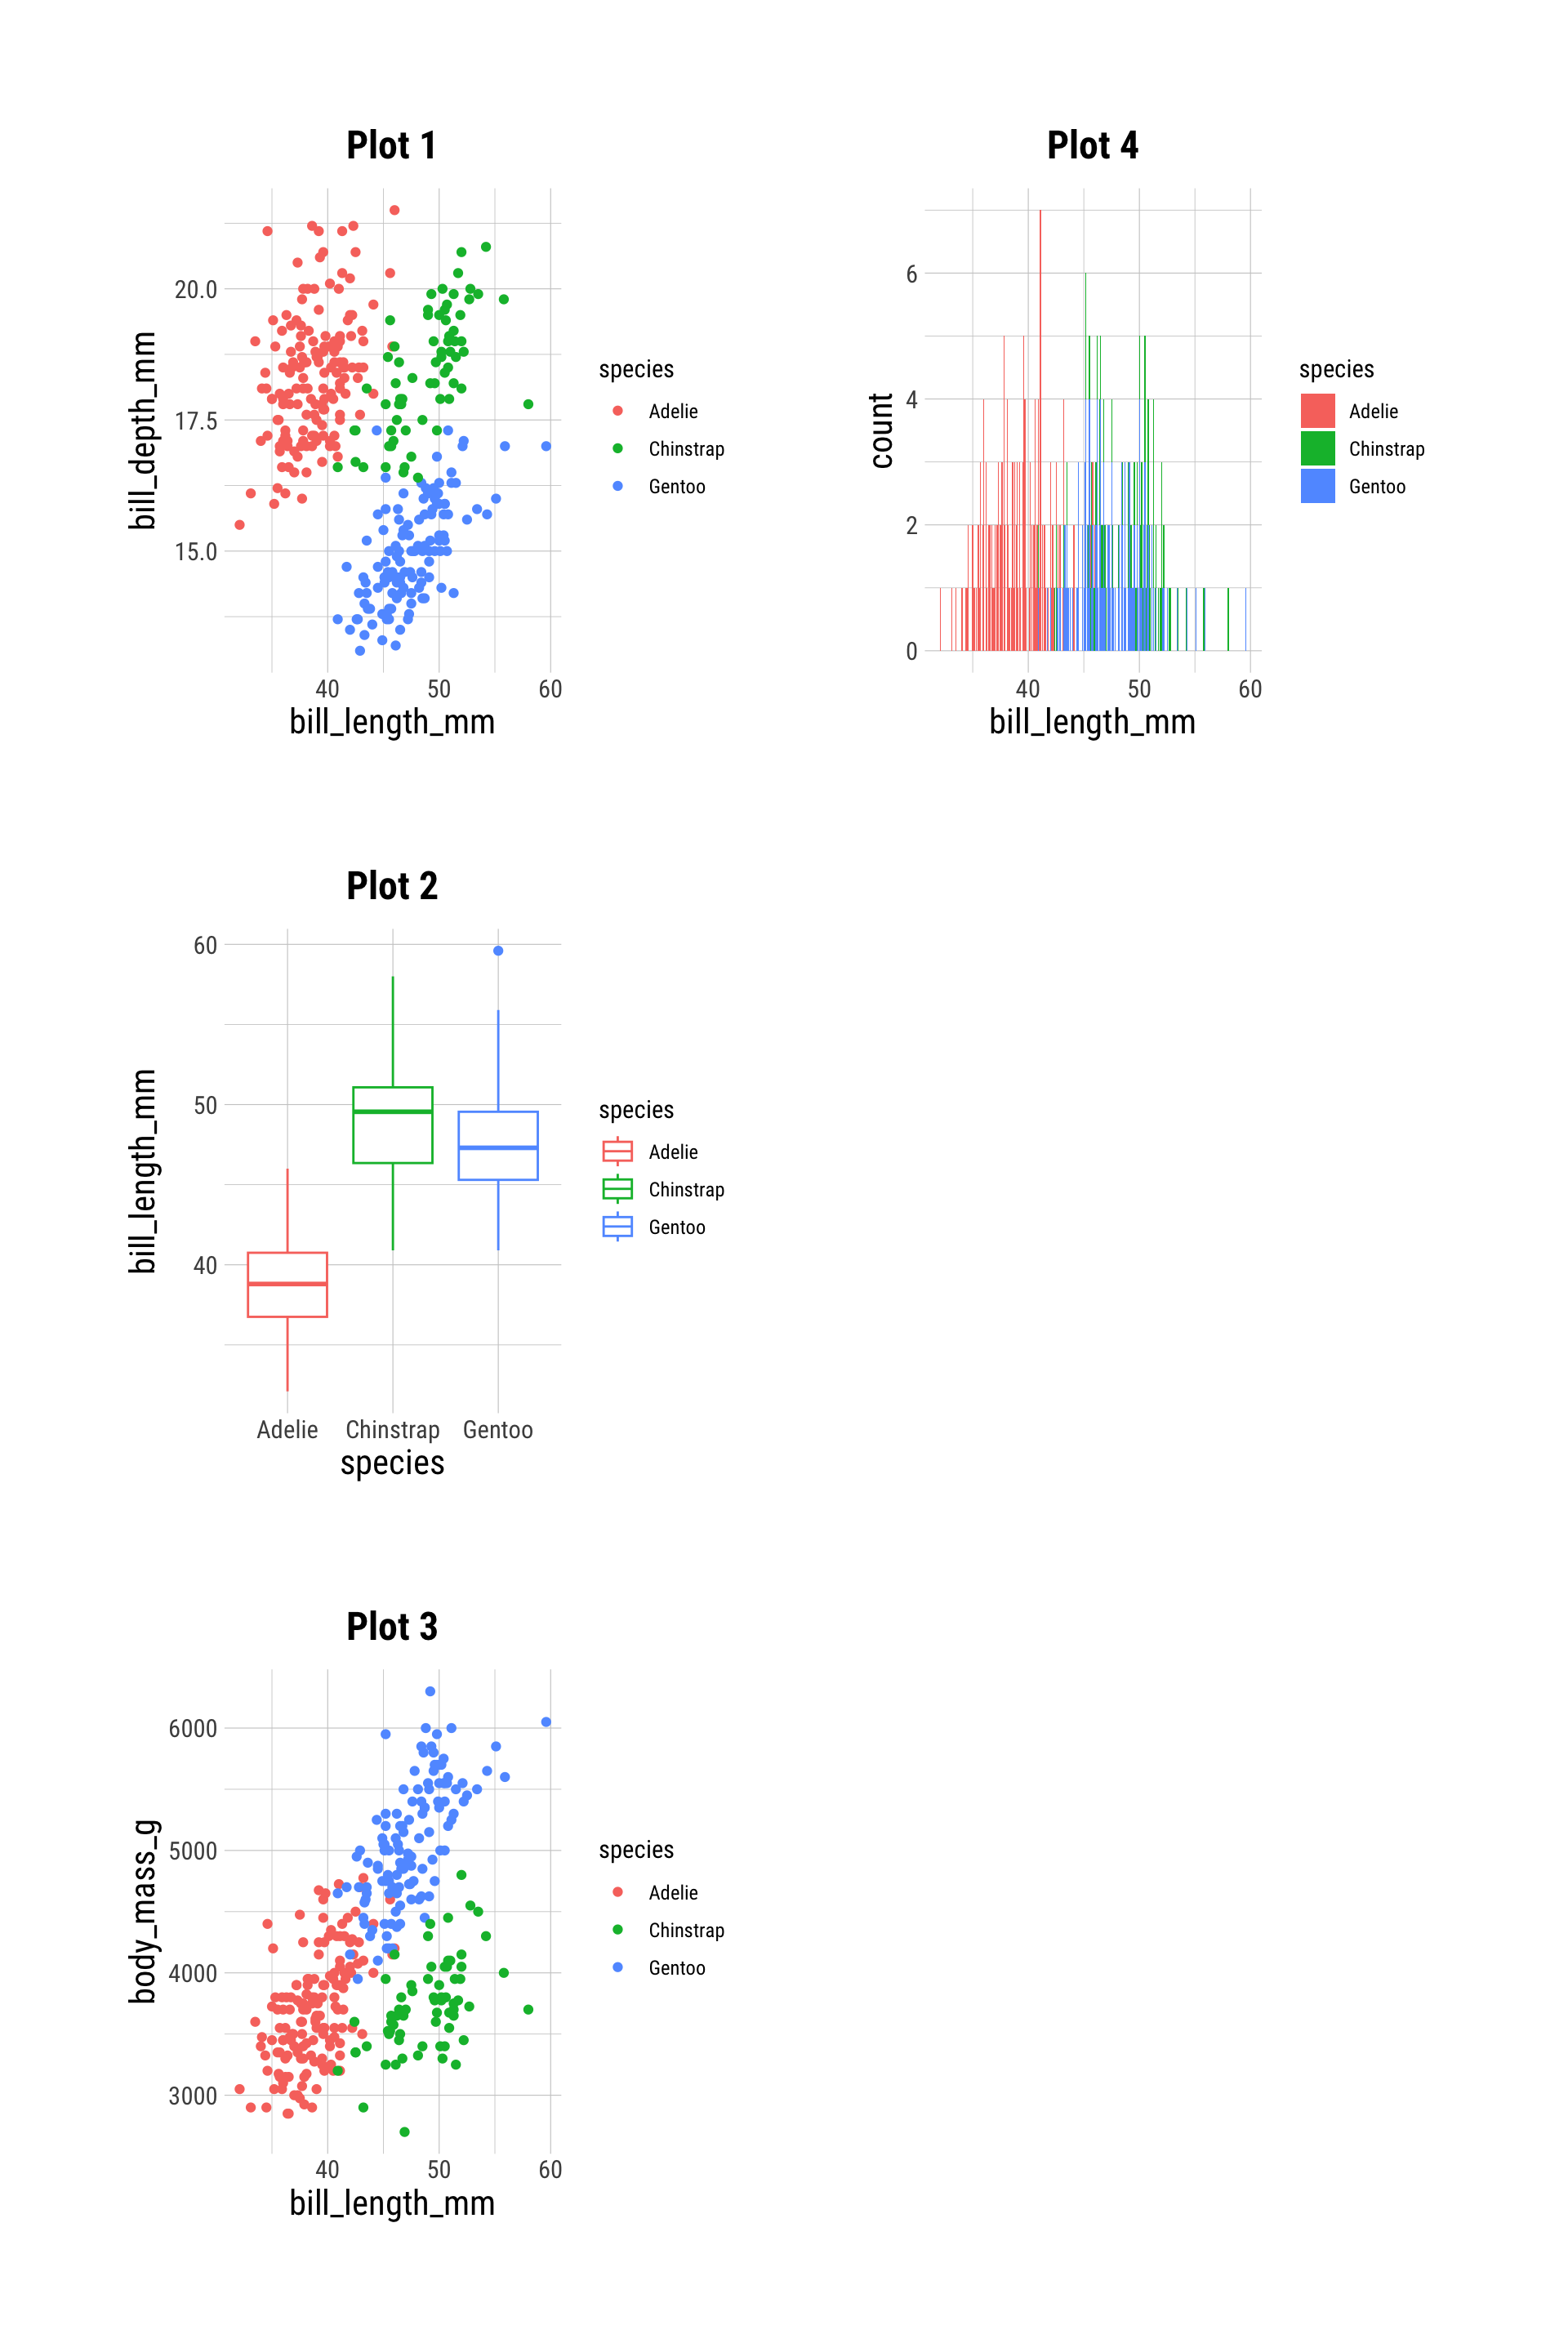 Plot 1
bill_depth_mm
20.0
17.5
15.0
40 50 60
bill_length_mm
species
Adelie
Chinstrap
Gentoo
Plot 4
count
6
4
2
0
40 50 60
bill_length_mm
species
Adelie
Chinstrap
Gentoo
Plot 2
bill_length_mm
60
50
40
Adelie Chinstrap Gentoo
species
species
Adelie
Chinstrap
Gentoo
Plot 3
body_mass_g
6000
5000
4000
3000
40 50 60
bill_length_mm
species
Adelie
Chinstrap
Gentoo